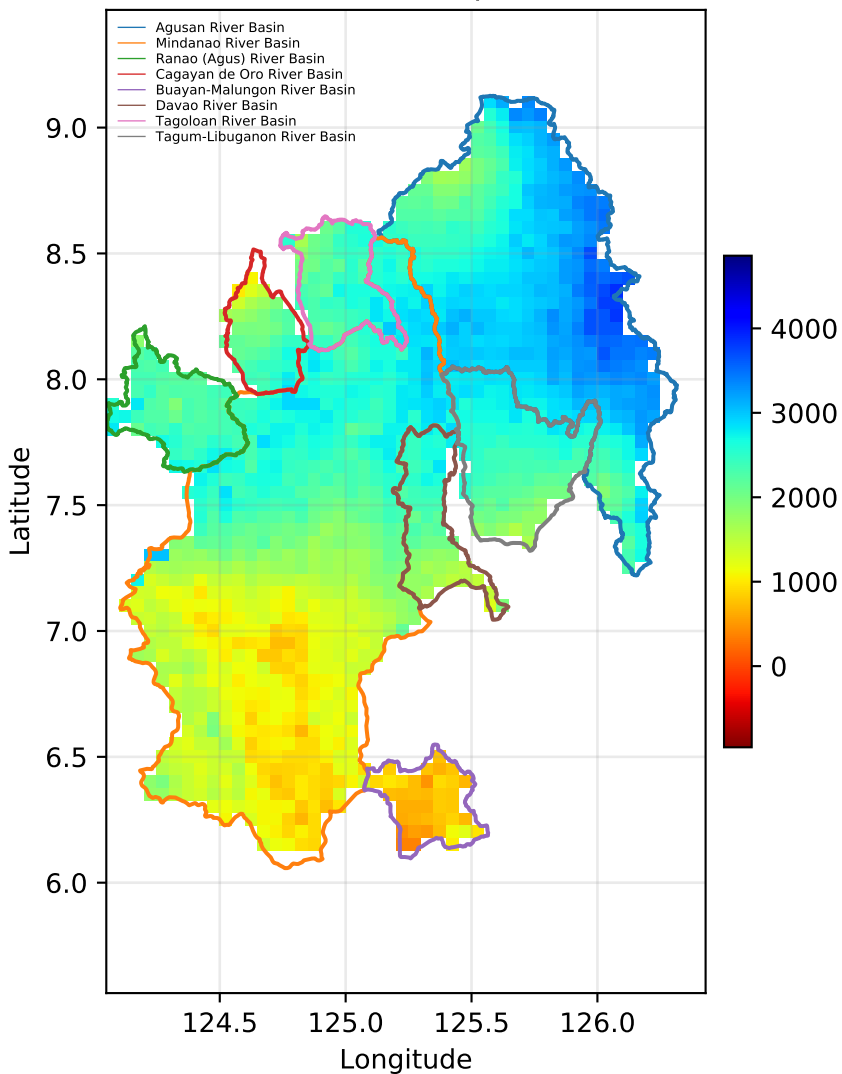 Agusan River Basin
Mindanao River Basin
Ranao (Agus) River Basin
Cagayan de Oro River Basin
Buayan-Malungon River Basin
Davao River Basin
Tagoloan River Basin
Tagum-Libuganon River Basin
9.0
8.5
8.0
7.5
7.0
6.5
6.0
Latitude
124.5 125.0 125.5 126.0
Longitude
4000
3000
2000
1000
0